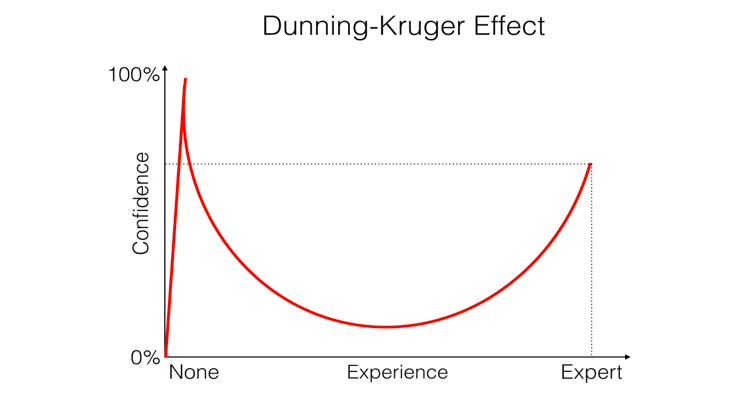 Dunning-Kruger Effect
100%
Confidence
0%
None Experience Expert